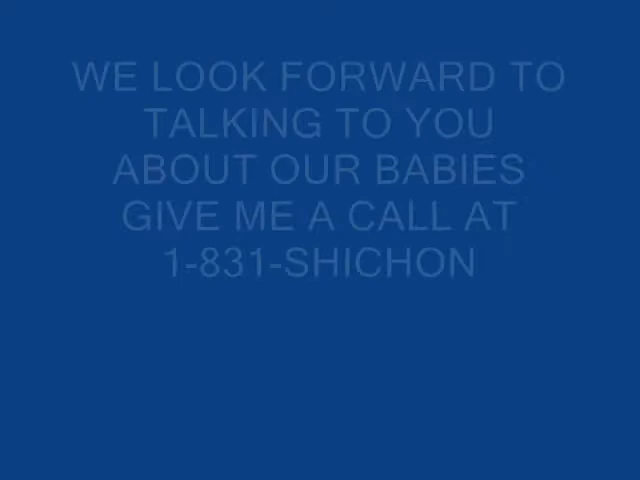 WE LOOK FORWARD TO
TALKING TO YOU
ABOUT OUR BABIES
GIVE ME A CALL AT
1-831-SHICHON